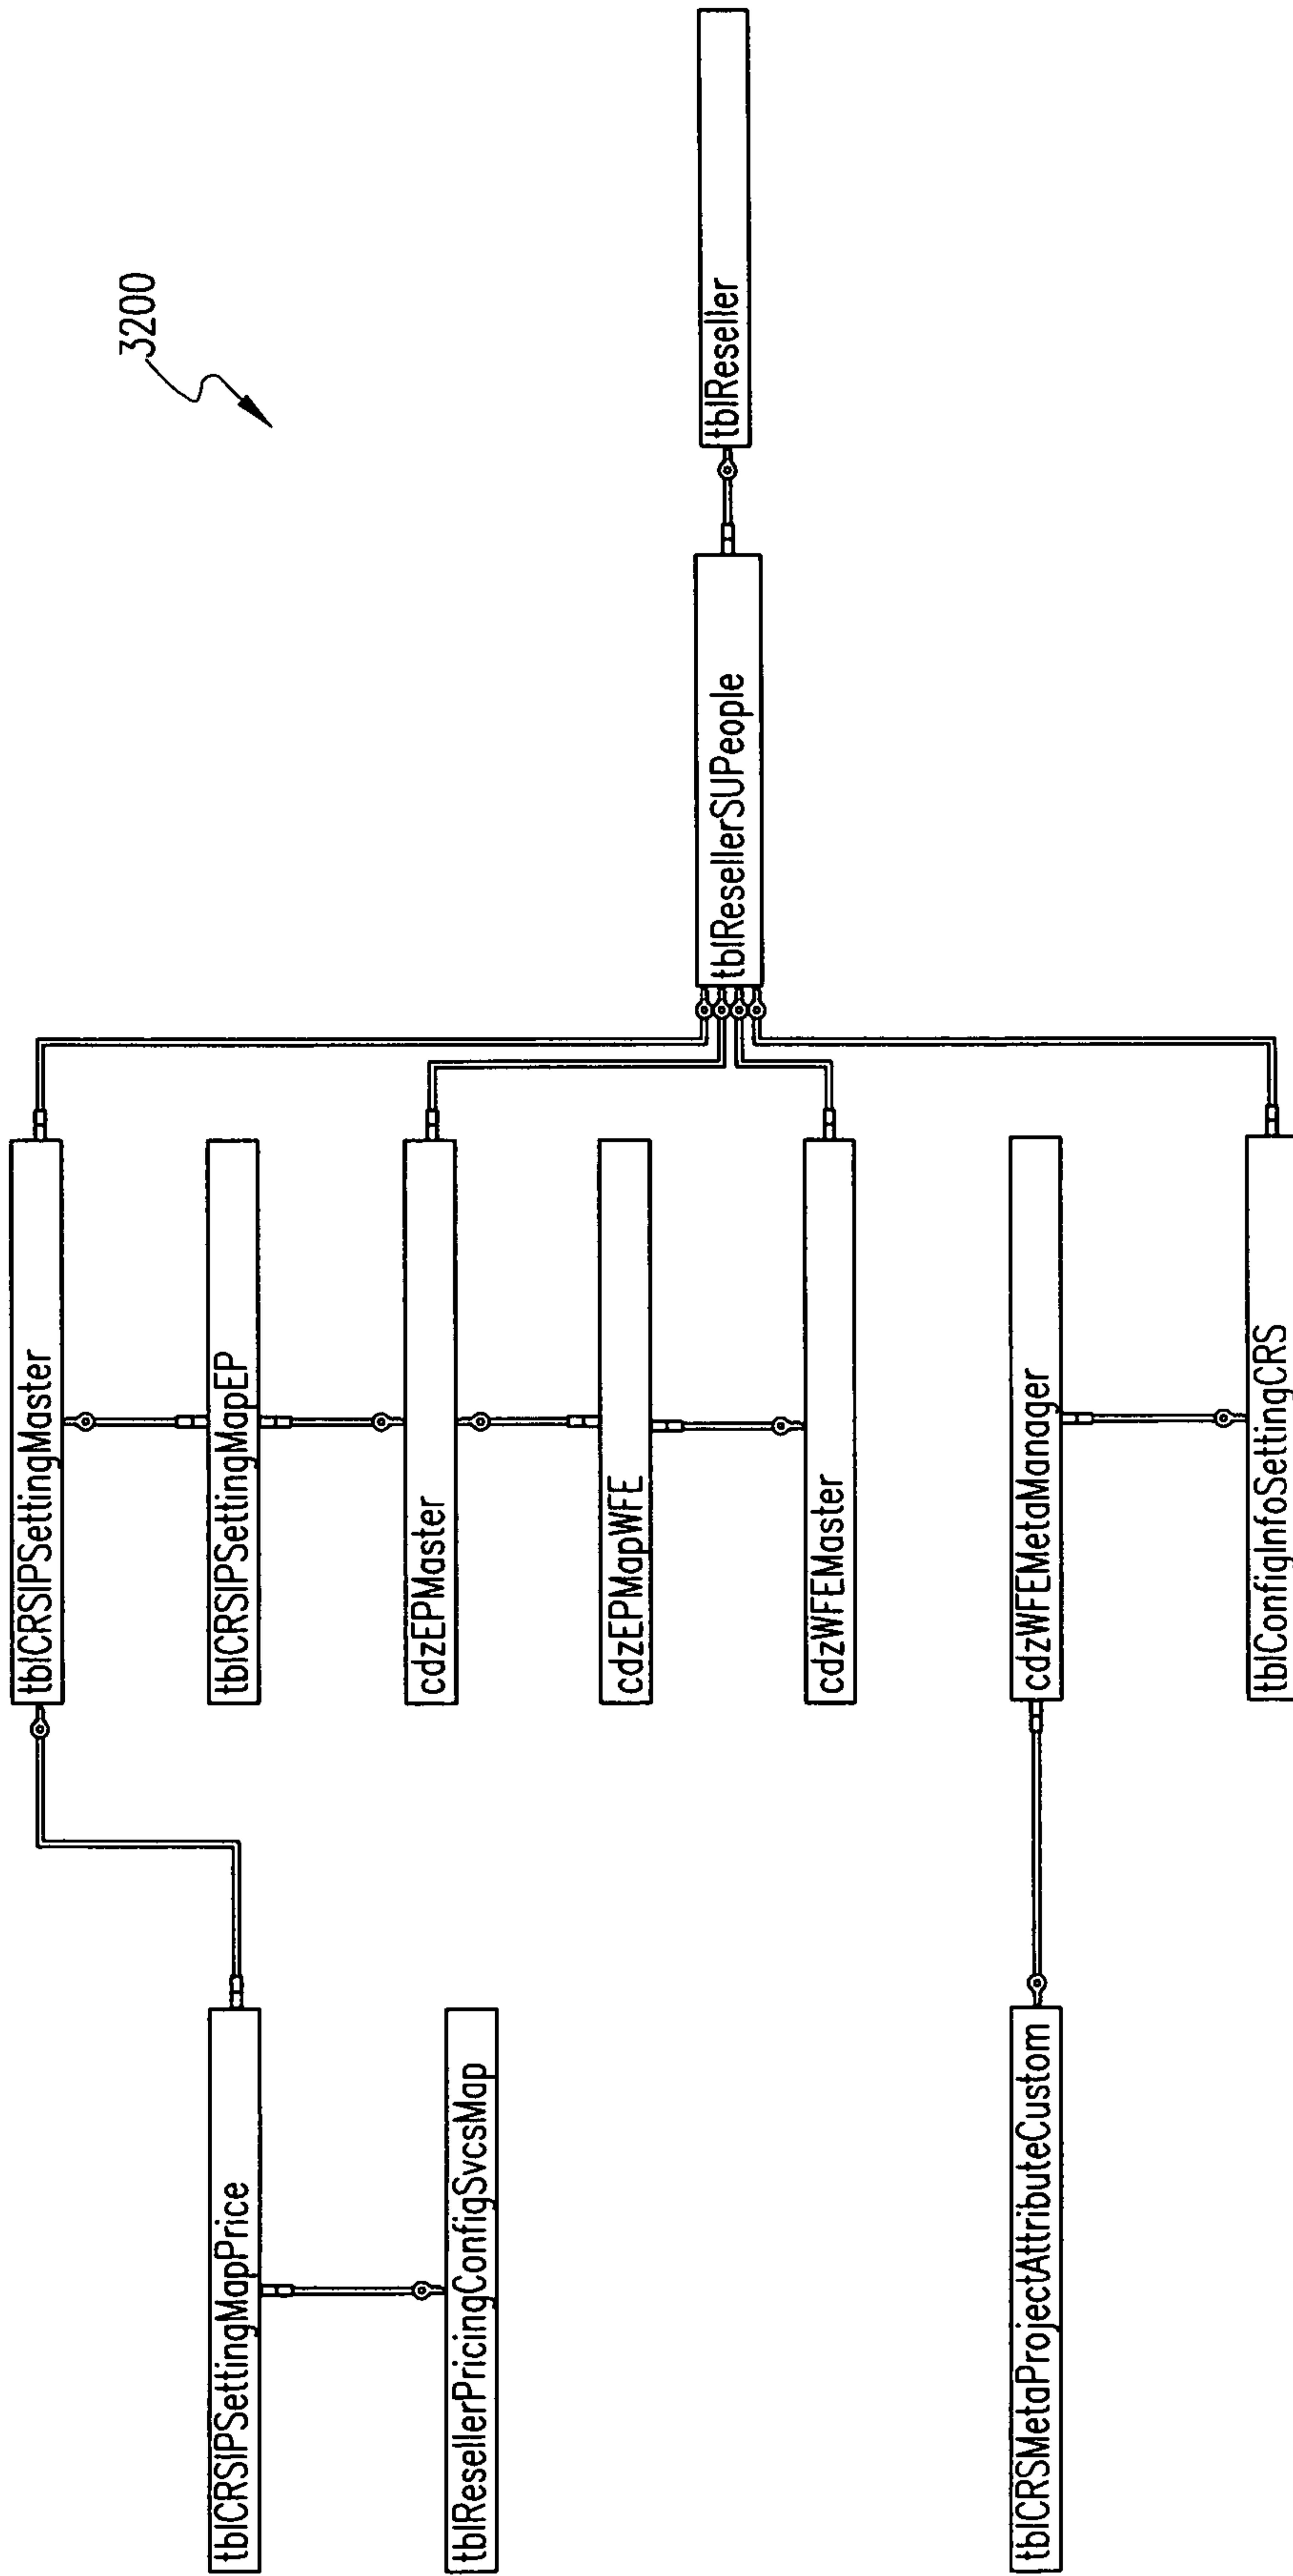 3200
tblCRSIPSettingMaster
tblCRSIPSettingMapPrice
tblCRSIPSettingMapEP
cdzEPMaster
tblResellerPricingConfigSvcsMap
cdzEPMapWFE
tblResellerSUPeople
tblReseller
cdzWFEMaster
tblCRSMetaProjectAttributeCustom
cdzWFEMetaManager
tblConfigInfoSettingCRS